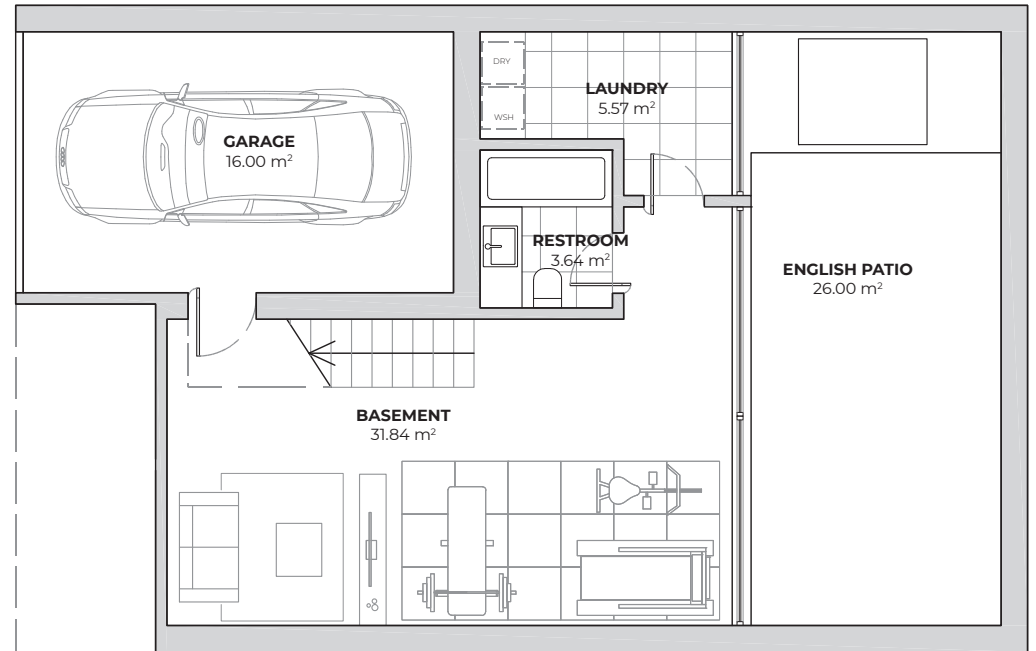 GARAGE
16.00 m²
DRY
WSH
LAUNDRY
5.57 m²
RESTROOM
3.64 m²
ENGLISH PATIO
26.00 m²
BASEMENT
31.84 m²